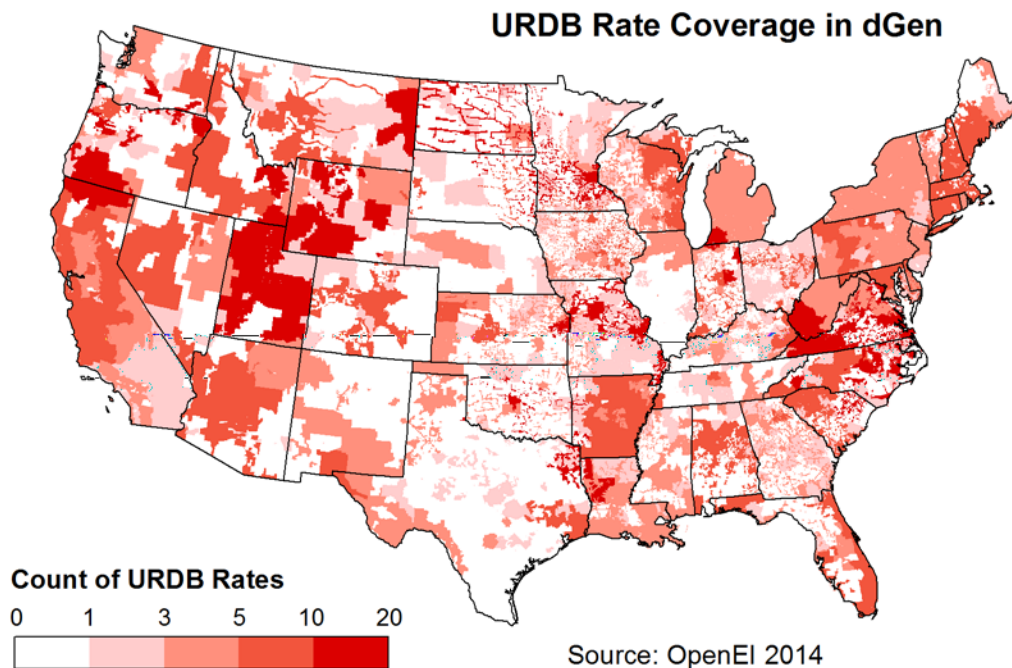 URDB Rate Coverage in dGen
Count of URDB Rates
0 1 3 5 10 20
Source: OpenEI 2014